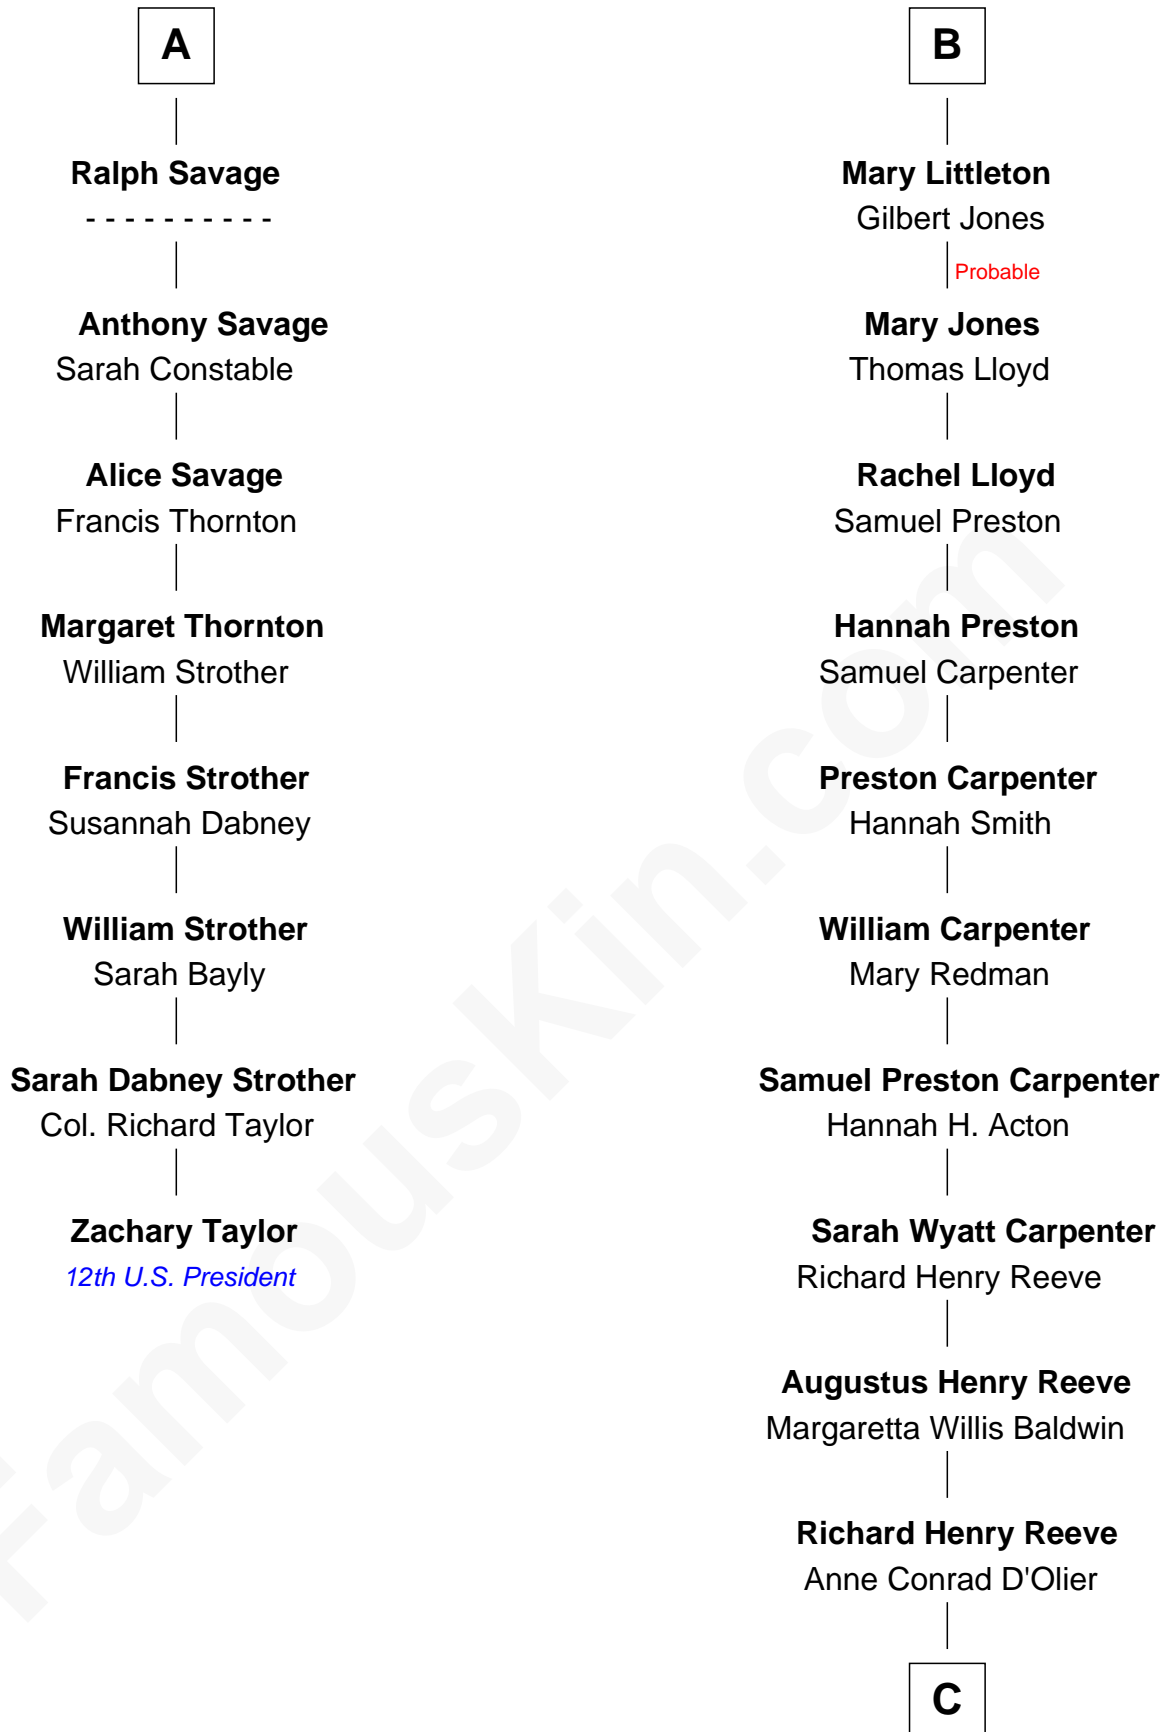 A
Ralph Savage
- - - - - - - - - -
Anthony Savage
Sarah Constable
Alice Savage
Francis Thornton
Margaret Thornton
William Strother
Francis Strother
Susannah Dabney
William Strother
Sarah Bayly
Sarah Dabney Strother
Col. Richard Taylor
Zachary Taylor
12th U.S. President
B
Mary Littleton
Gilbert Jones
Probable
Mary Jones
Thomas Lloyd
Rachel Lloyd
Samuel Preston
Hannah Preston
Samuel Carpenter
Preston Carpenter
Hannah Smith
William Carpenter
Mary Redman
Samuel Preston Carpenter
Hannah H. Acton
Sarah Wyatt Carpenter
Richard Henry Reeve
Augustus Henry Reeve
Margaretta Willis Baldwin
Richard Henry Reeve
Anne Conrad D'Olier
C
FamousKin.com